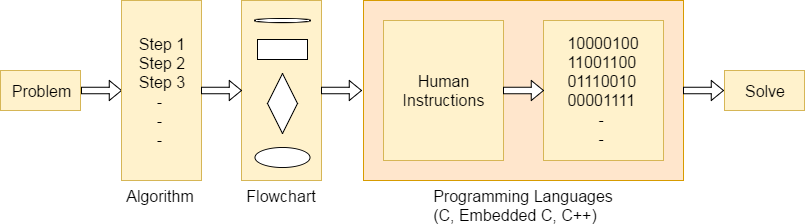 Problem
Step 1
Step 2
Step 3
-
-
-
Algorithm
Flowchart
Human
Instructions
10000100
11001100
01110010
00001111
-
-
Programming Languages
(C, Embedded C, C++)
Solve